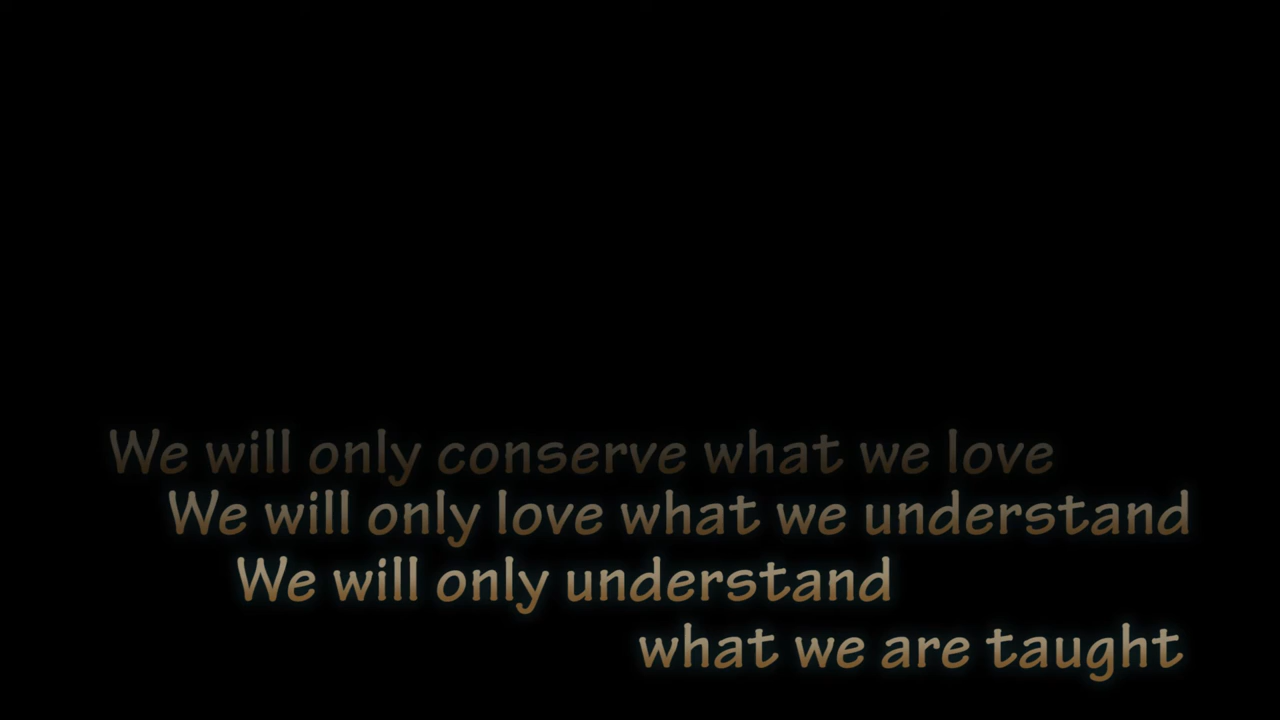 We will only conserve what we love
We will only love what we understand
We will only understand
what we are taught